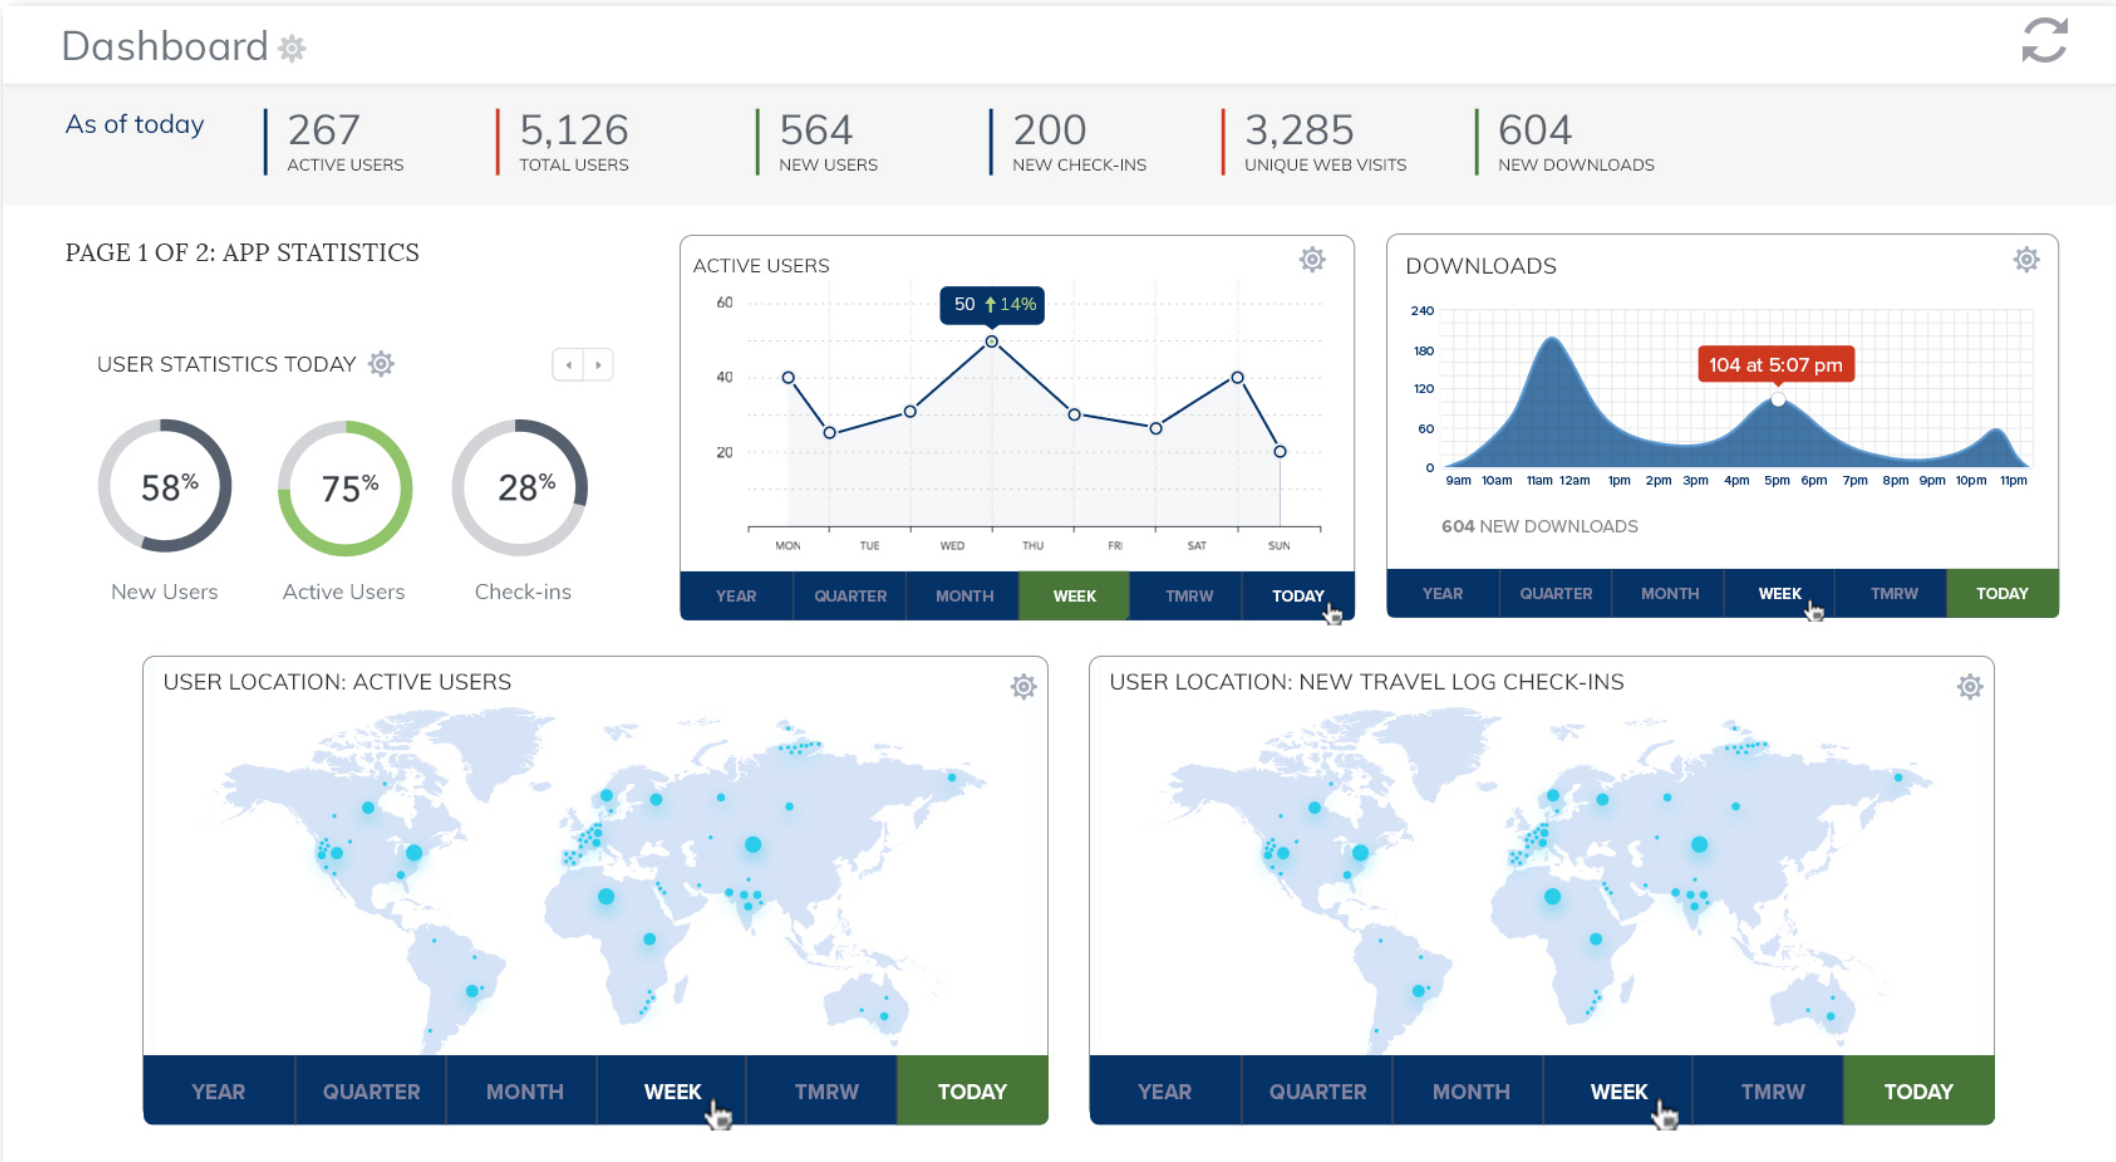 Dashboard
As of today
267
ACTIVE USERS
5,126
TOTAL USERS
564
NEW USERS
200
NEW CHECK-INS
3,285
UNIQUE WEB VISITS
604
NEW DOWNLOADS
PAGE 1 OF 2: APP STATISTICS
USER STATISTICS TODAY
58%
75%
28%
New Users
Active Users
Check-ins
ACTIVE USERS
60
50 ↑ 14%
40
20
MON TUE WED THU FRI SAT SUN
YEAR QUARTER MONTH WEEK TMRW TODAY
DOWNLOADS
240
180
104 at 5:07 pm
120
60
0
9am 10am 11am 12am 1pm 2pm 3pm 4pm 5pm 6pm 7pm 8pm 9pm 10pm 11pm
604 NEW DOWNLOADS
YEAR QUARTER MONTH WEEK TMRW TODAY
USER LOCATION: ACTIVE USERS
YEAR QUARTER MONTH WEEK TMRW TODAY
USER LOCATION: NEW TRAVEL LOG CHECK-INS
YEAR QUARTER MONTH WEEK TMRW TODAY